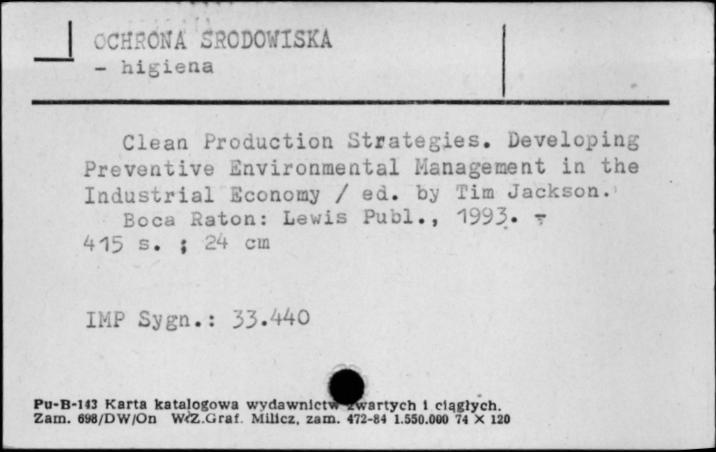 OCHRONA ŚRODOWISKA
- higiena
Clean Production Strategies. Developing
Preventive Environmental Management in the
Industrial Economy / ed. by Tim Jackson.
Boca Raton: Lewis Publ., 1993. -
415 s. ; 24 cm
IMP Sygn.: 33.440
Pu-B-143 Karta katalogowa wydawnictw zwartych i ciągłych.
Zam. 698/DW/On WZ.Graf. Milicz, zam. 472-84 1.550.000 74 X 120